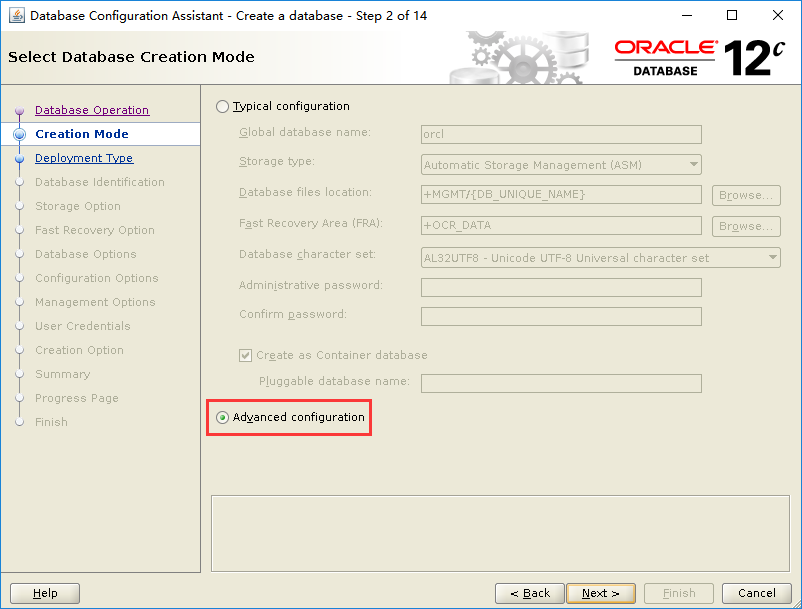 Database Configuration Assistant - Create a database - Step 2 of 14
Select Database Creation Mode
ORACLE®
DATABASE
12c
Database Operation
Creation Mode
Deployment Type
Database Identification
Storage Option
Fast Recovery Option
Database Options
Configuration Options
Management Options
User Credentials
Creation Option
Summary
Progress Page
Finish
Typical configuration
Global database name: orcl
Storage type: Automatic Storage Management (ASM)
Database files location: +MGMT/{DB_UNIQUE_NAME} Browse...
Fast Recovery Area (FRA): +OCR_DATA Browse...
Database character set: AL32UTF8 - Unicode UTF-8 Universal character set
Administrative password:
Confirm password:
Create as Container database
Pluggable database name:
Advanced configuration
Help < Back Next > Finish Cancel